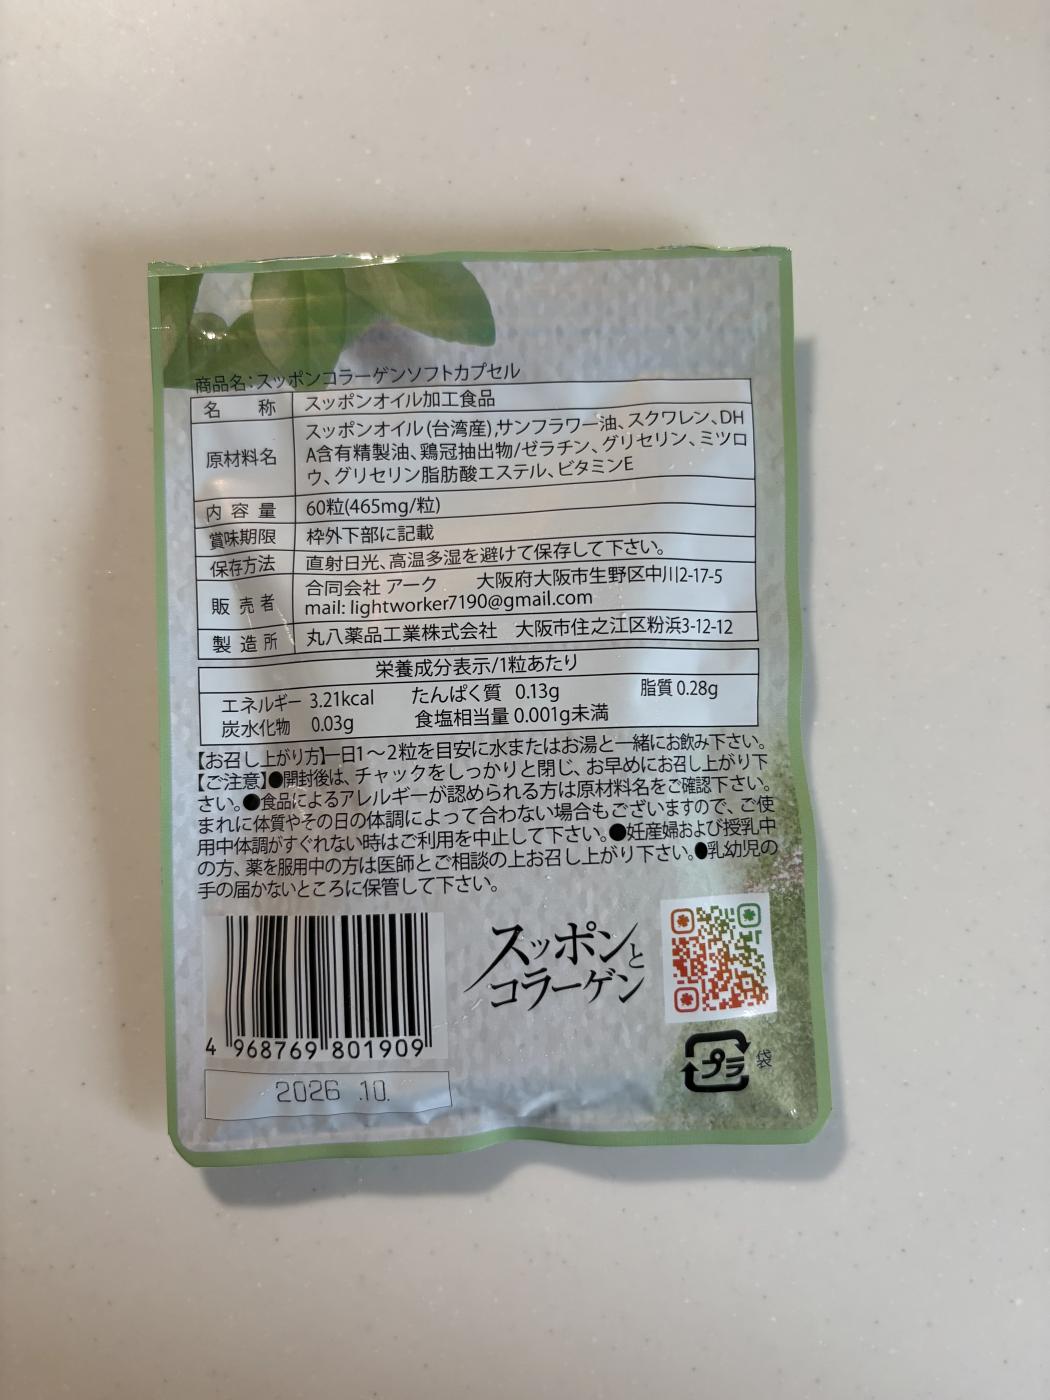 商品名:スッポンコラーゲンソフトカプセル
名 称 スッポンオイル加工食品
原材料名 スッポンオイル(台湾産),サンフラワー油、スクワレン、DH
A含有精製油、鶏冠抽出物/ゼラチン、グリセリン、ミツロ
ウ、グリセリン脂肪酸エステル、ビタミンE
内容量 60粒(465mg/粒)
賞味期限 枠外下部に記載
保存方法 直射日光、高温多湿を避けて保存して下さい。
販売者 合同会社 アーク 大阪府大阪市生野区中川2-17-5
mail: lightworker7190@gmail.com
製造所 丸八薬品工業株式会社 大阪市住之江区粉浜3-12-12
栄養成分表示/1粒あたり
エネルギー 3.21kcal たんぱく質 0.13g 脂質 0.28g
炭水化物 0.03g 食塩相当量 0.001g未満
【お召し上がり方】一日1〜2粒を目安に水またはお湯と一緒にお飲み下さい。
【ご注意】●開封後は、チャックをしっかりと閉じ、お早めにお召し上がり下
さい。●食品によるアレルギーが認められる方は原材料名をご確認下さい。
まれに体質やその日の体調によって合わない場合もございますので、ご使
用中体調がすぐれない時はご利用を中止して下さい。●妊産婦および授乳中
の方、薬を服用中の方は医師とご相談の上お召し上がり下さい。●乳幼児の
手の届かないところに保管して下さい。
スッポンと
コラーゲン
4 968769 801909
プラ 袋
2026 .10.